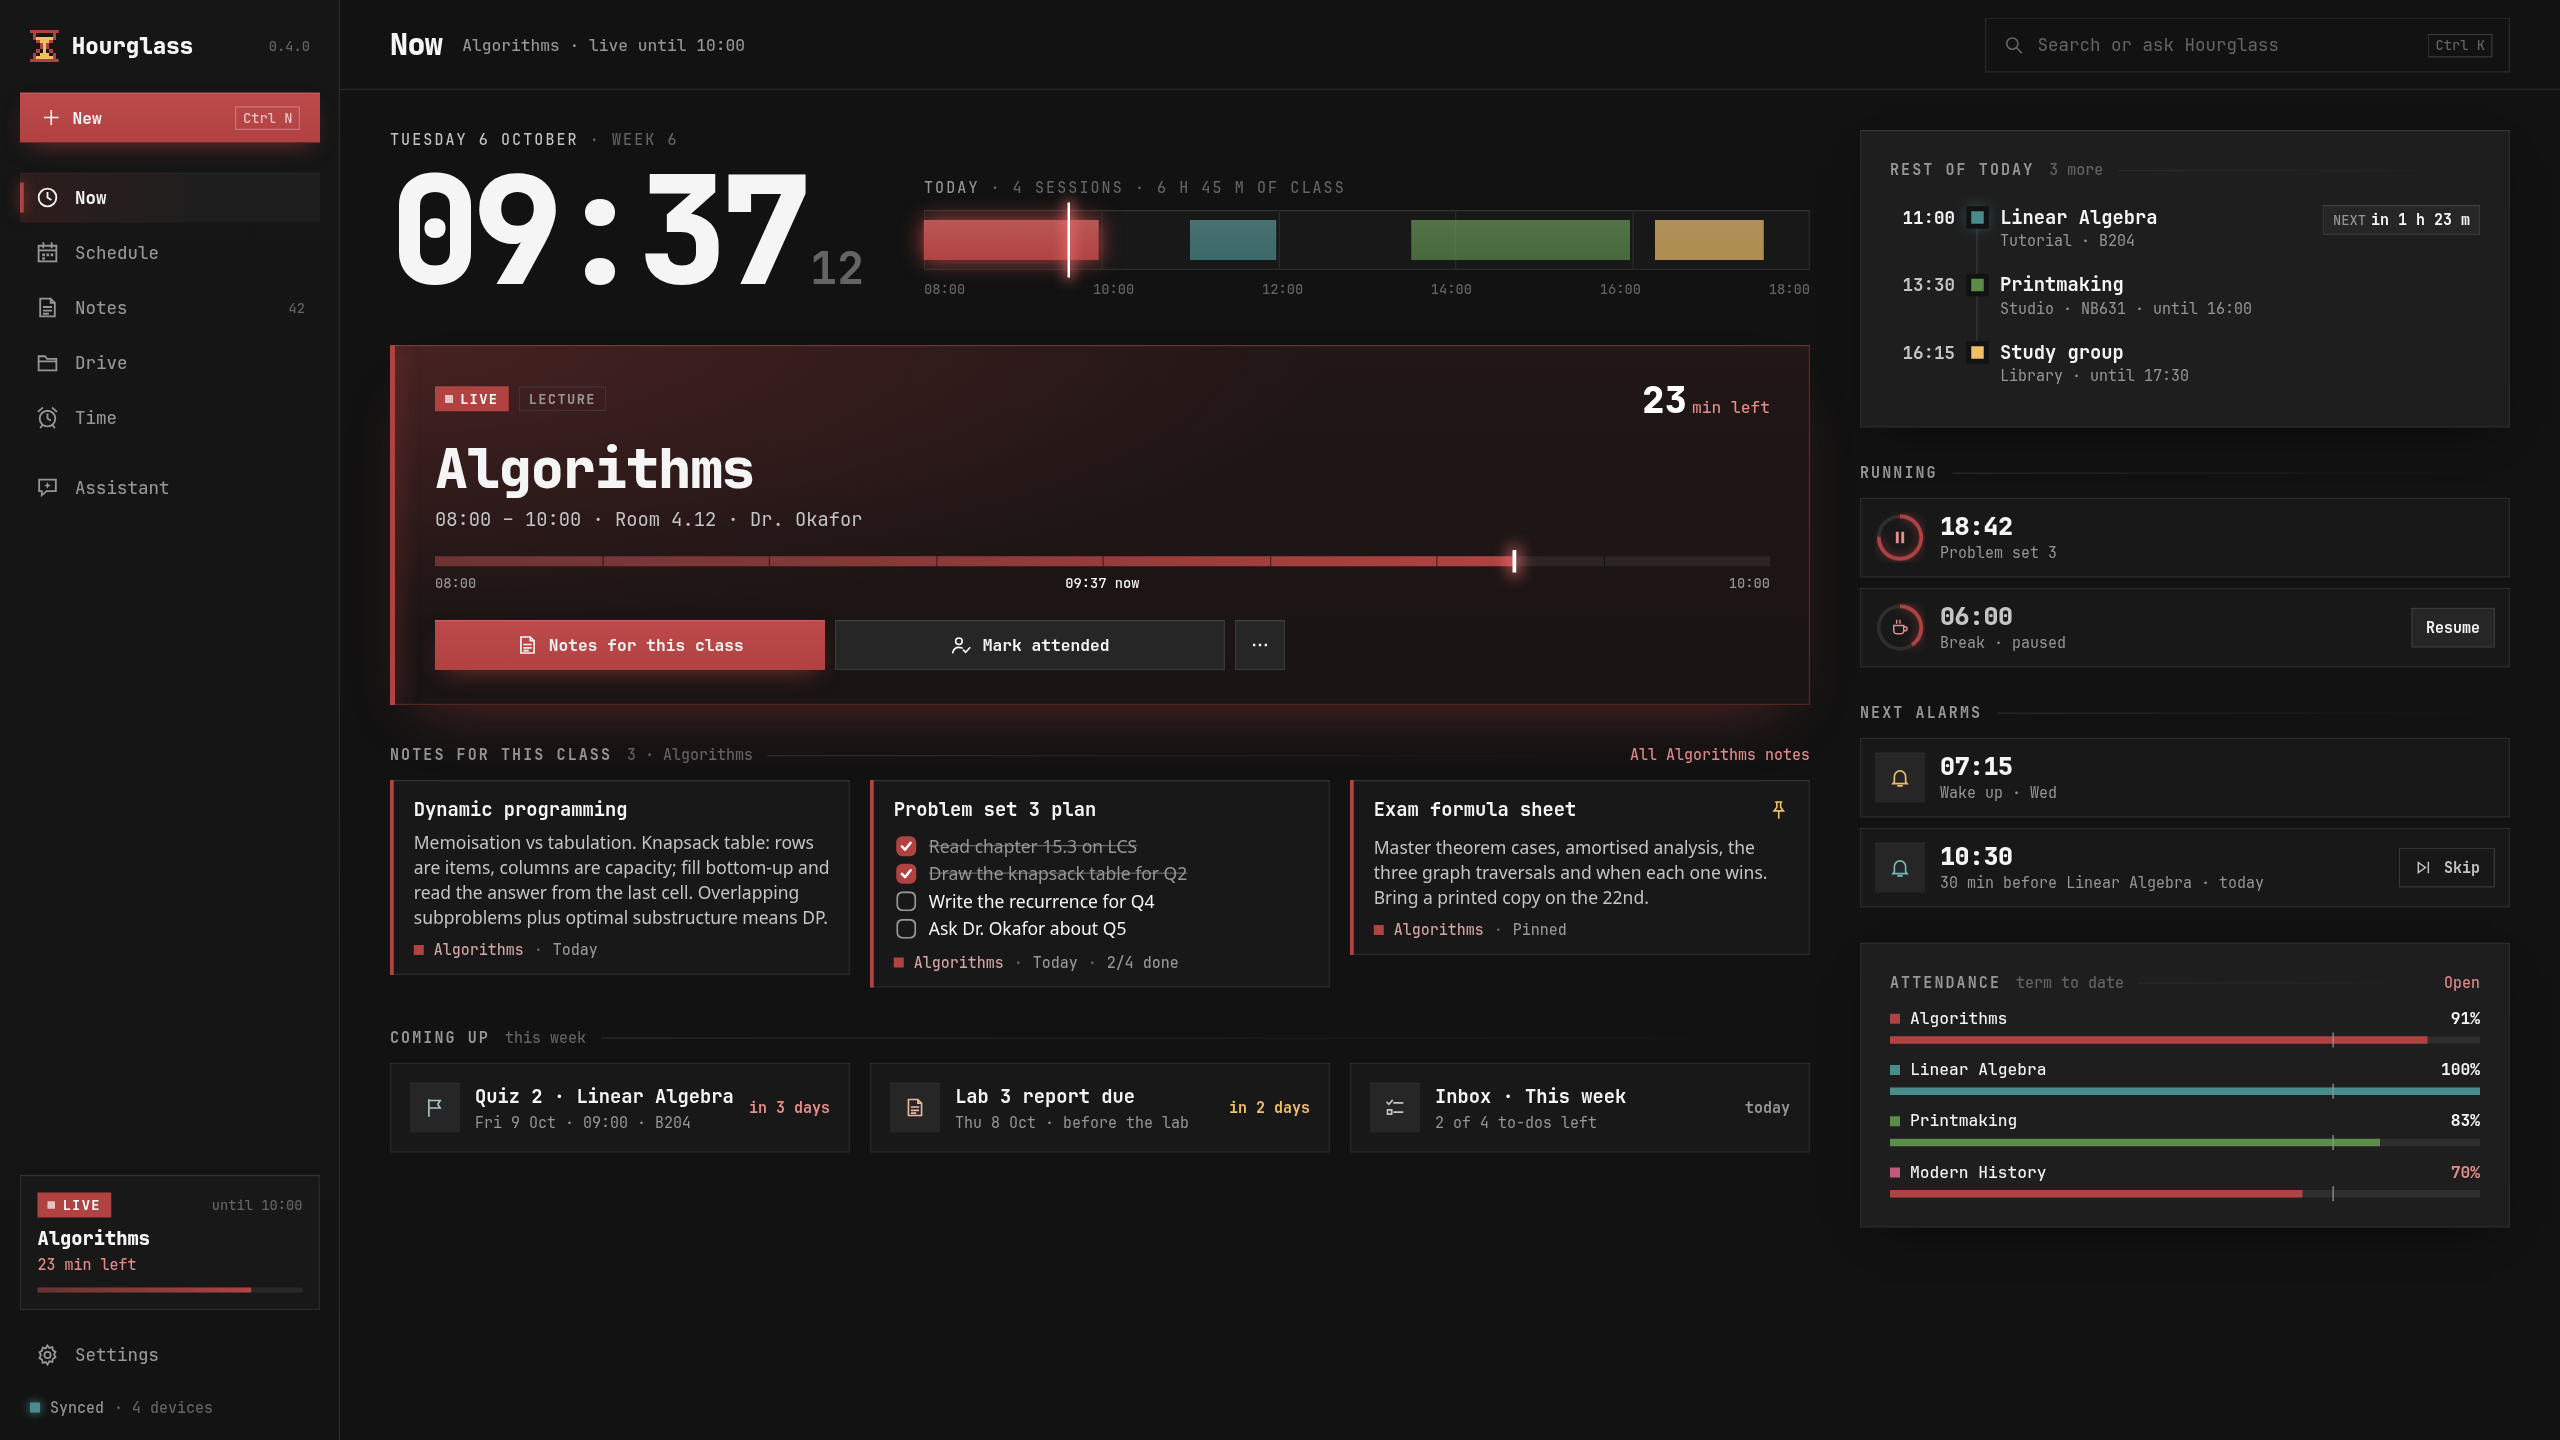 Hourglass 0.4.0
New Ctrl N
Now
Schedule
Notes 42
Drive
Time
Assistant
LIVE until 10:00
Algorithms
23 min left
Settings
Synced · 4 devices
Now Algorithms · live until 10:00
Search or ask Hourglass Ctrl K
TUESDAY 6 OCTOBER · WEEK 6
09:37 12
TODAY · 4 SESSIONS · 6 H 45 M OF CLASS
08:00 10:00 12:00 14:00 16:00 18:00
LIVE LECTURE 23 min left
Algorithms
08:00 – 10:00 · Room 4.12 · Dr. Okafor
08:00 09:37 now 10:00
Notes for this class Mark attended ...
NOTES FOR THIS CLASS 3 · Algorithms All Algorithms notes
Dynamic programming
Memoisation vs tabulation. Knapsack table: rows
are items, columns are capacity; fill bottom-up and
read the answer from the last cell. Overlapping
subproblems plus optimal substructure means DP.
Algorithms · Today
Problem set 3 plan
Read chapter 15.3 on LCS
Draw the knapsack table for Q2
Write the recurrence for Q4
Ask Dr. Okafor about Q5
Algorithms · Today · 2/4 done
Exam formula sheet
Master theorem cases, amortised analysis, the
three graph traversals and when each one wins.
Bring a printed copy on the 22nd.
Algorithms · Pinned
COMING UP this week
Quiz 2 · Linear Algebra in 3 days
Fri 9 Oct · 09:00 · B204
Lab 3 report due in 2 days
Thu 8 Oct · before the lab
Inbox · This week today
2 of 4 to-dos left
REST OF TODAY 3 more
11:00 Linear Algebra NEXT in 1 h 23 m
Tutorial · B204
13:30 Printmaking
Studio · NB631 · until 16:00
16:15 Study group
Library · until 17:30
RUNNING
18:42
Problem set 3
06:00
Break · paused
Resume
NEXT ALARMS
07:15
Wake up · Wed
10:30
30 min before Linear Algebra · today
Skip
ATTENDANCE term to date Open
Algorithms 91%
Linear Algebra 100%
Printmaking 83%
Modern History 70%